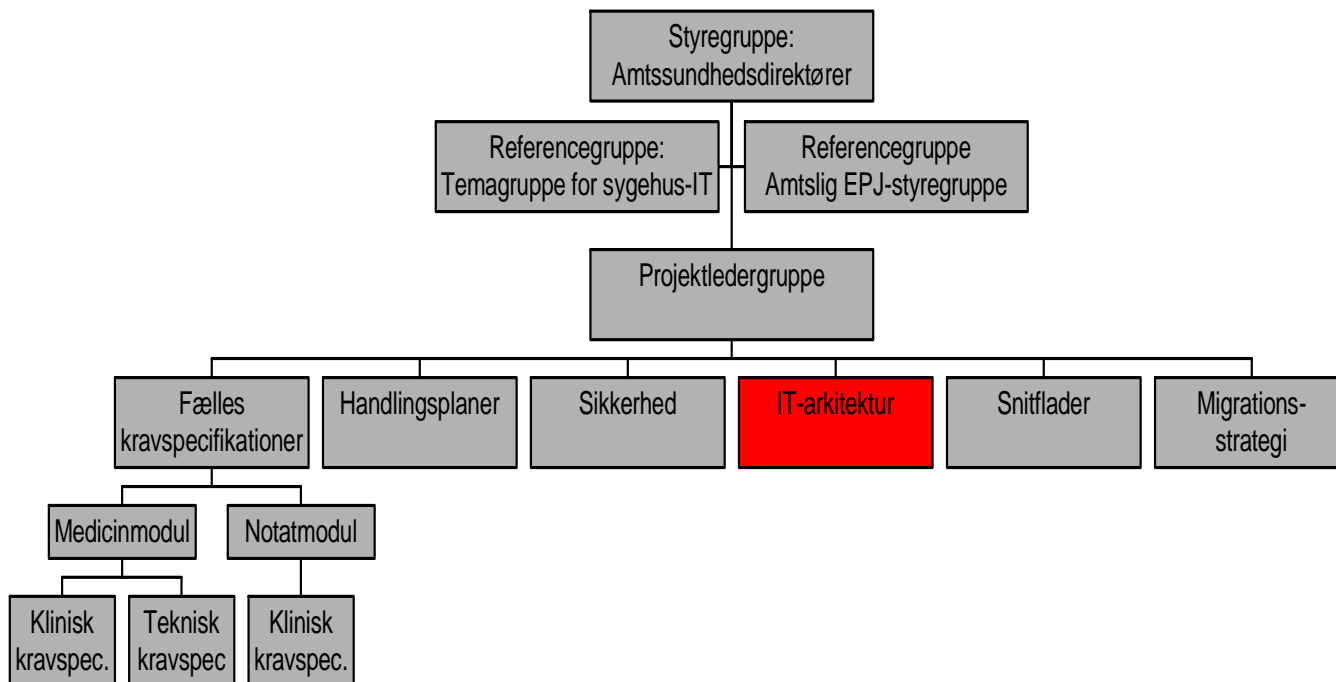 Styregruppe:
Amtssundhedsdirektører
Referencegruppe:
Temagruppe for sygehus-IT
Referencegruppe
Amtslig EPJ-styregruppe
Projektledergruppe
Fælles
kravspecifikationer
Handlingsplaner
Sikkerhed
IT-arkitektur
Snitflader
Migrations-
strategi
Medicinmodul
Notatmodul
Klinisk
kravspec.
Teknisk
kravspec
Klinisk
kravspec.